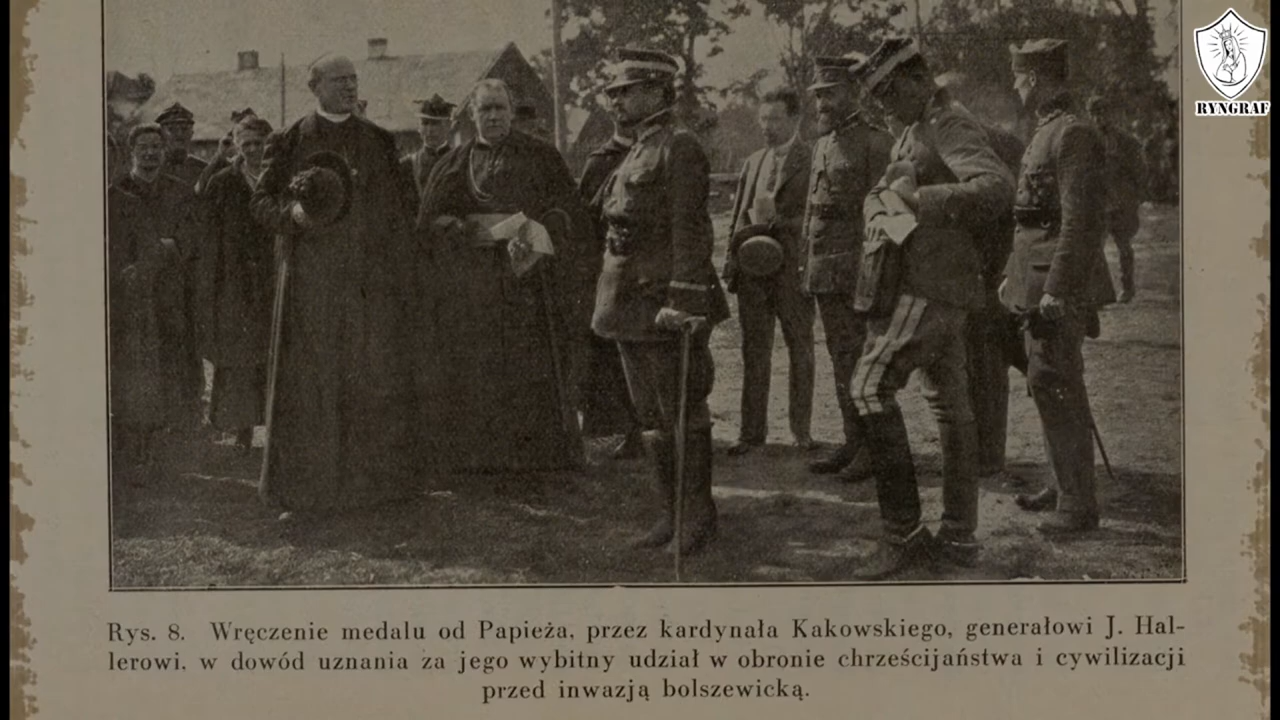 RYNGRAF
Rys. 8. Wręczenie medalu od Papieża, przez kardynała Kakowskiego, generałowi J. Hal-
lerowi. w dowód uznania za jego wybitny udział w obronie chrześcijaństwa i cywilizacji
przed inwazją bolszewicką.